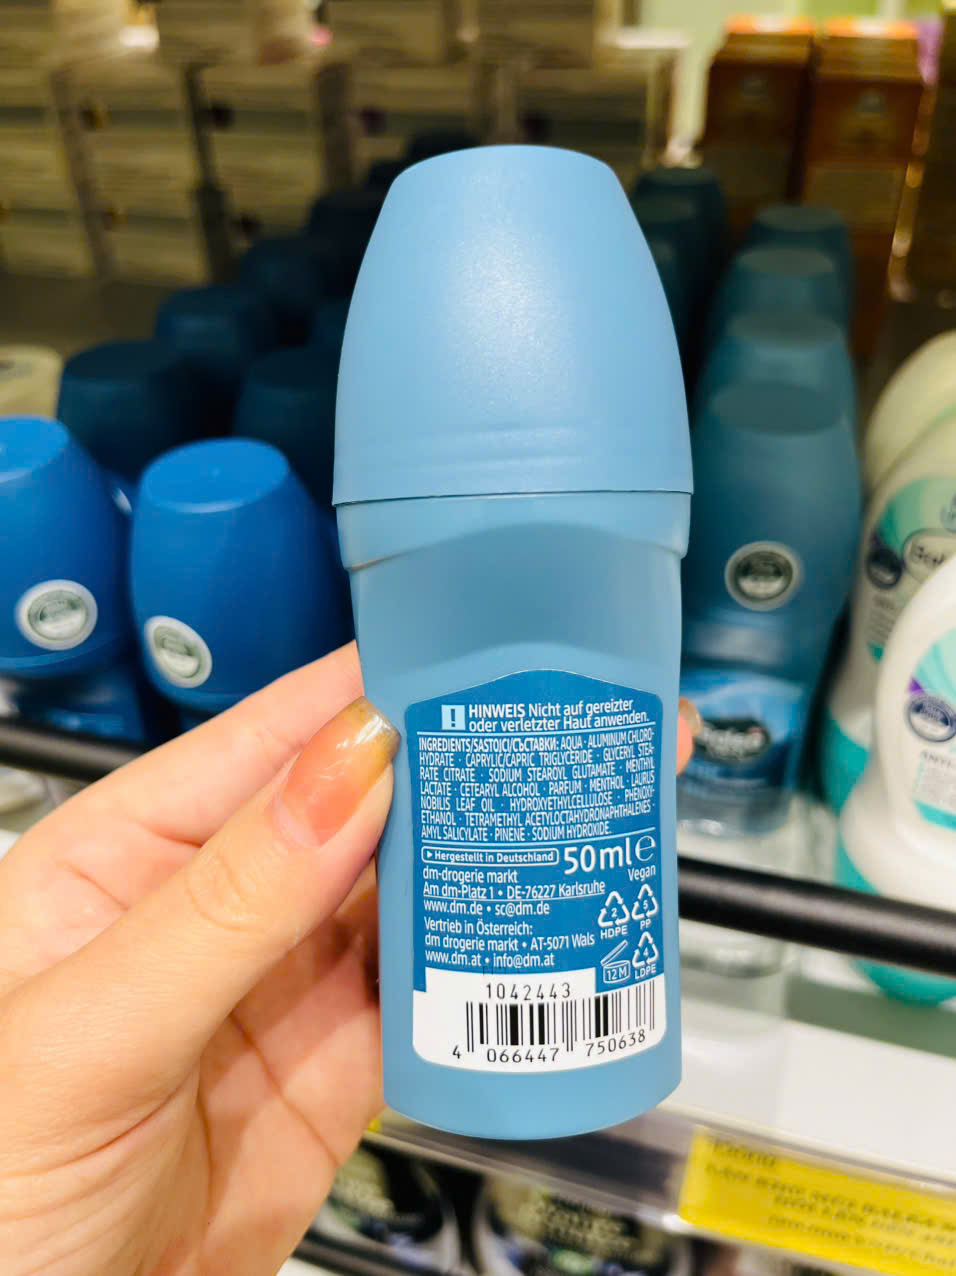 ! HINWEIS Nicht auf gereizter
oder verletzter Haut anwenden.
INGREDIENTS/SASTOJCI/СЪСТАВКИ: AQUA · ALUMINUM CHLORO-
HYDRATE · CAPRYLIC/CAPRIC TRIGLYCERIDE · GLYCERYL STEA-
RATE CITRATE · SODIUM STEAROYL GLUTAMATE · MENTHYL
LACTATE · CETEARYL ALCOHOL · PARFUM · MENTHOL · LAURUS
NOBILIS LEAF OIL · HYDROXYETHYLCELLULOSE · PHENOXY-
ETHANOL · TETRAMETHYL ACETYLOCTAHYDRONAPHTHALENES ·
AMYL SALICYLATE · PINENE · SODIUM HYDROXIDE.
Hergestellt in Deutschland 50ml e
Vegan
dm-drogerie markt
Am dm-Platz 1 • DE-76227 Karlsruhe
www.dm.de • sc@dm.de
Vertrieb in Österreich:
dm drogerie markt • AT-5071 Wals
www.dm.at • info@dm.at
2 HDPE
5 PP
12 M
4 LDPE
1042443
4 066447 750638